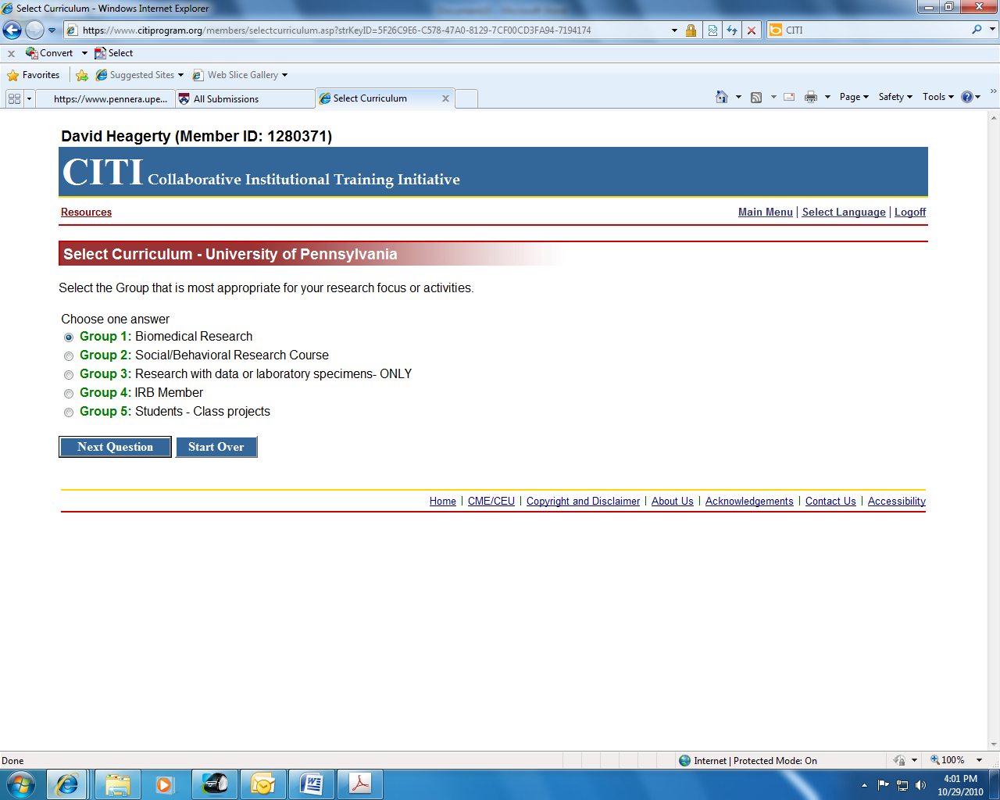 Select Curriculum - Windows Internet Explorer
https://www.citiprogram.org/members/selectcurriculum.asp?strKeyID=5F26C9E6-C578-47A0-8129-7CF00CD3FA94-7194174
CITI
x Convert Select
Favorites Suggested Sites Web Slice Gallery
https://www.pennera.upe... All Submissions Select Curriculum Page Safety Tools
David Heagerty (Member ID: 1280371)
CITI Collaborative Institutional Training Initiative
Resources Main Menu | Select Language | Logoff
Select Curriculum - University of Pennsylvania
Select the Group that is most appropriate for your research focus or activities.
Choose one answer
Group 1: Biomedical Research
Group 2: Social/Behavioral Research Course
Group 3: Research with data or laboratory specimens- ONLY
Group 4: IRB Member
Group 5: Students - Class projects
Next Question Start Over
Home | CME/CEU | Copyright and Disclaimer | About Us | Acknowledgements | Contact Us | Accessibility
Done Internet | Protected Mode: On 100%
4:01 PM
10/29/2010